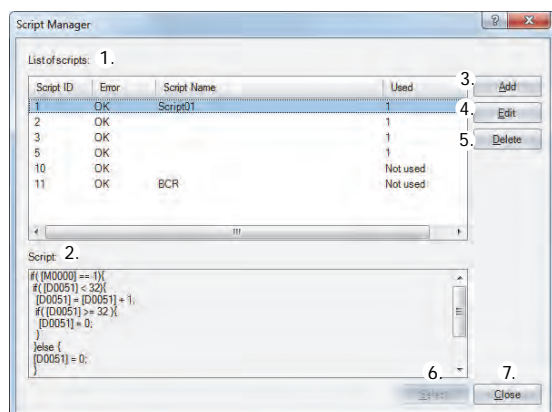 Script Manager
List of scripts: 1.
Script ID Error Script Name Used 3. Add
1 OK Script01 1 4. Edit
2 OK 1
3 OK 1 5. Delete
5 OK 1
10 OK Not used
11 OK BCR Not used
Script: 2.
if( [M0000] == 1){
if( [D0051] < 32){
[D0051] = [D0051] + 1;
if( [D0051] >= 32 ){
[D0051] = 0;
}
}else {
[D0051] = 0;
}
6. 7.
Select Close